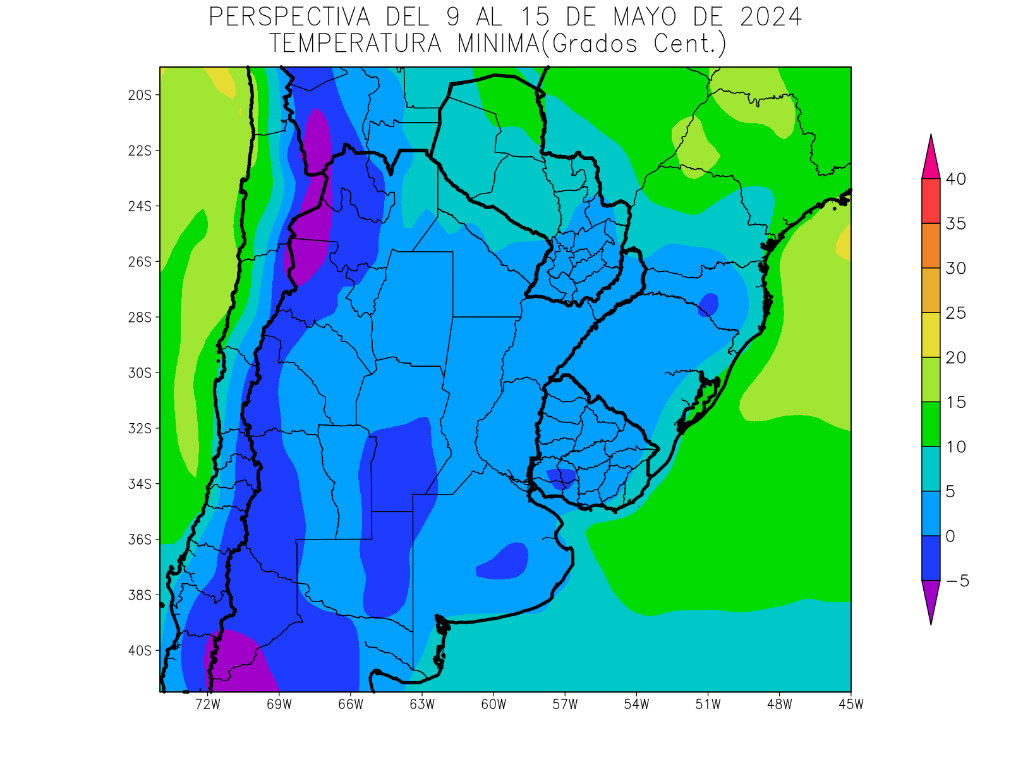 PERSPECTIVA DEL 9 AL 15 DE MAYO DE 2024
TEMPERATURA MINIMA(Grados Cent.)
20S
22S
24S
26S
28S
30S
32S
34S
36S
38S
40S
72W 69W 66W 63W 60W 57W 54W 51W 48W 45W
40
35
30
25
20
15
10
5
0
−5